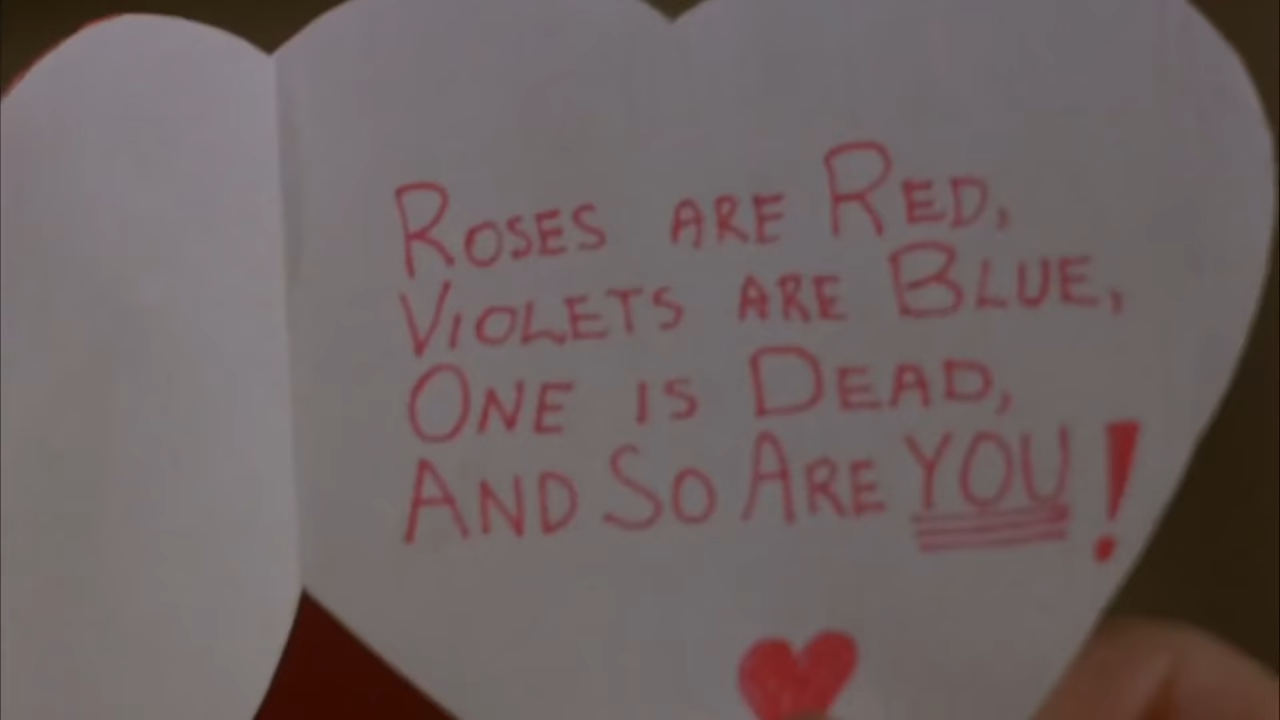 Roses are Red,
Violets are Blue,
One is Dead,
And So Are YOU!